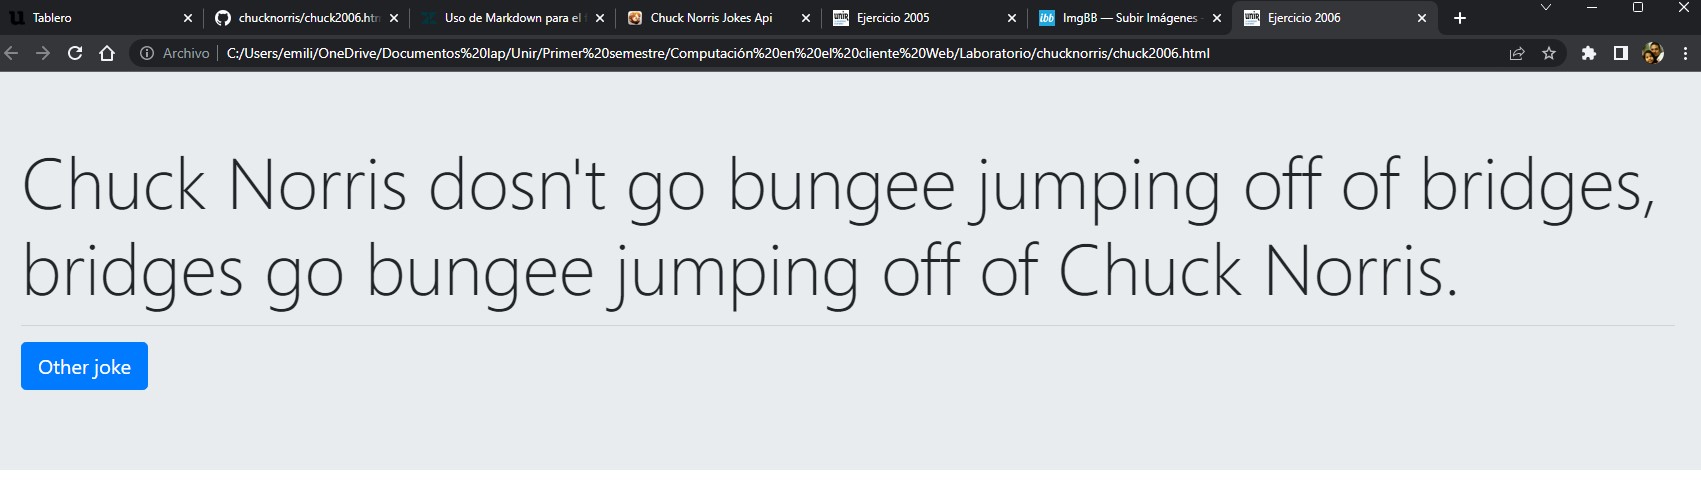 Tablero
chucknorris/chuck2006.htm
Uso de Markdown para el
Chuck Norris Jokes Api
Ejercicio 2005
ibb ImgBB — Subir Imágenes
Ejercicio 2006
Archivo C:/Users/emili/OneDrive/Documentos%20lap/Unir/Primer%20semestre/Computación%20en%20el%20cliente%20Web/Laboratorio/chucknorris/chuck2006.html
Chuck Norris dosn't go bungee jumping off of bridges,
bridges go bungee jumping off of Chuck Norris.
Other joke